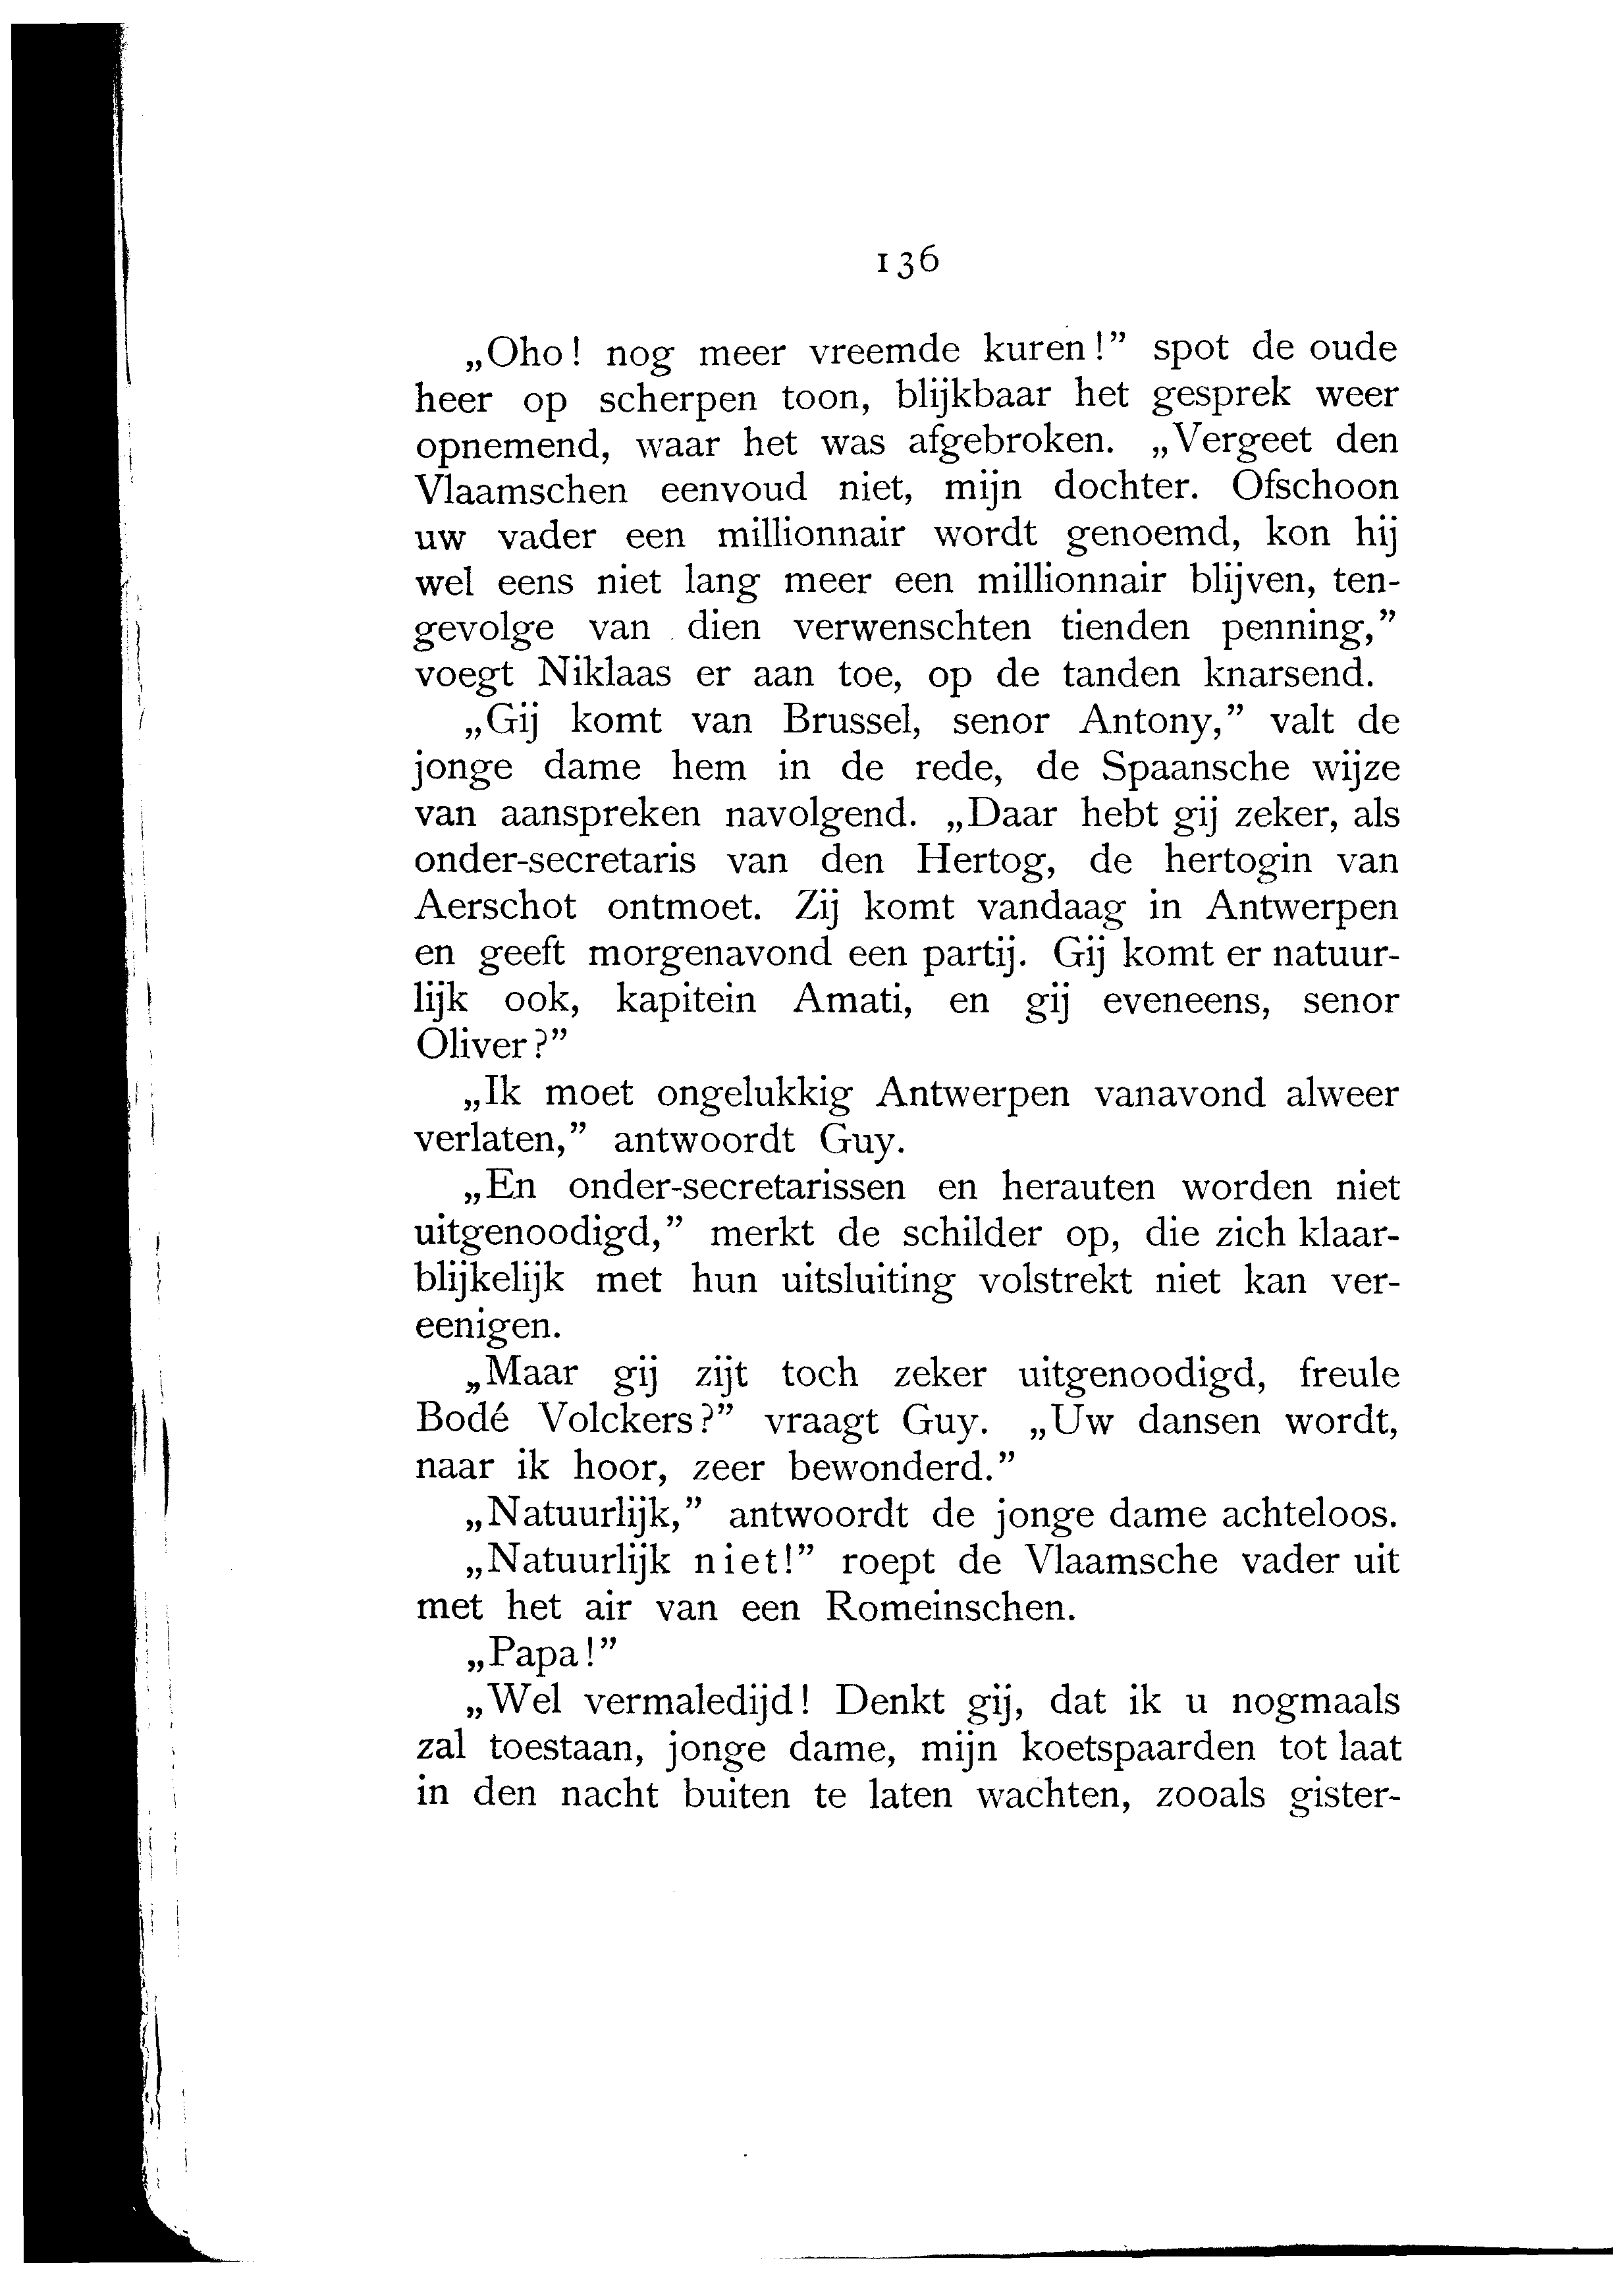 136
„Oho! nog meer vreemde kuren!” spot de oude
heer op scherpen toon, blijkbaar het gesprek weer
opnemend, waar het was afgebroken. „Vergeet den
Vlaamschen eenvoud niet, mijn dochter. Ofschoon
uw vader een millionnair wordt genoemd, kon hij
wel eens niet lang meer een millionnair blijven, ten-
gevolge van dien verwenschten tienden penning,”
voegt Niklaas er aan toe, op de tanden knarsend.
„Gij komt van Brussel, senor Antony,” valt de
jonge dame hem in de rede, de Spaansche wijze
van aanspreken navolgend. „Daar hebt gij zeker, als
onder-secretaris van den Hertog, de hertogin van
Aerschot ontmoet. Zij komt vandaag in Antwerpen
en geeft morgenavond een partij. Gij komt er natuur-
lijk ook, kapitein Amati, en gij eveneens, senor
Oliver?”
„Ik moet ongelukkig Antwerpen vanavond alweer
verlaten,” antwoordt Guy.
„En onder-secretarissen en herauten worden niet
uitgenoodigd,” merkt de schilder op, die zich klaar-
blijkelijk met hun uitsluiting volstrekt niet kan ver-
eenigen.
„Maar gij zijt toch zeker uitgenoodigd, freule
Bodé Volckers?” vraagt Guy. „Uw dansen wordt,
naar ik hoor, zeer bewonderd.”
„Natuurlijk,” antwoordt de jonge dame achteloos.
„Natuurlijk niet!” roept de Vlaamsche vader uit
met het air van een Romeinschen.
„Papa!”
„Wel vermaledijd! Denkt gij, dat ik u nogmaals
zal toestaan, jonge dame, mijn koetspaarden tot laat
in den nacht buiten te laten wachten, zooals gister-